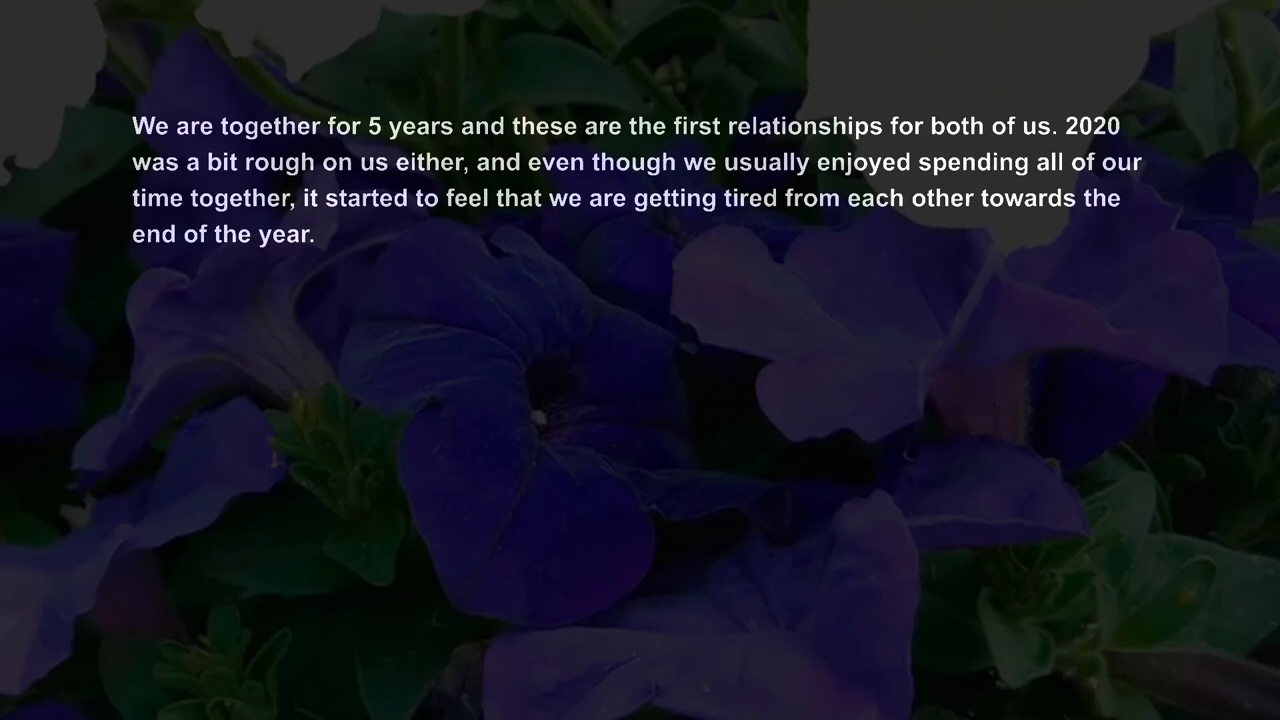 We are together for 5 years and these are the first relationships for both of us. 2020
was a bit rough on us either, and even though we usually enjoyed spending all of our
time together, it started to feel that we are getting tired from each other towards the
end of the year.